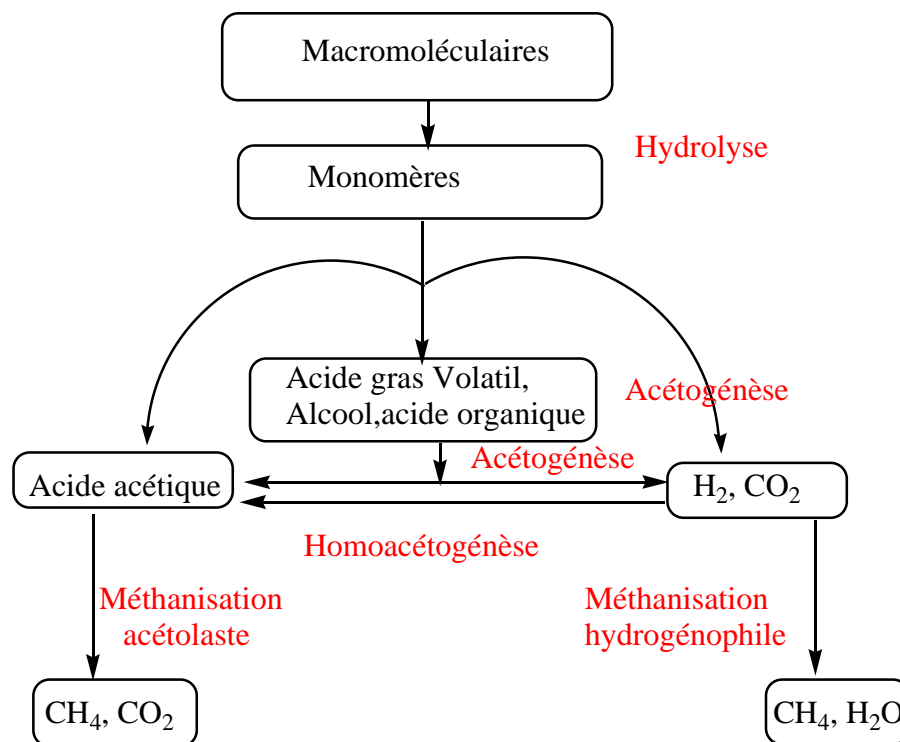 Macromoléculaires
Hydrolyse
Monomères
Acide gras Volatil,
Alcool,acide organique
Acétogénèse
Acétogénèse
Acide acétique
H₂, CO₂
Homoacétogénèse
Méthanisation
acétolaste
Méthanisation
hydrogénophile
CH₄, CO₂
CH₄, H₂O